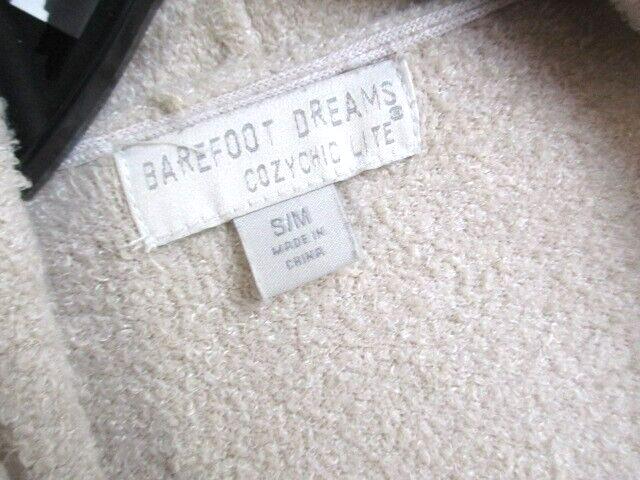 BAREFOOT DREAMS®
COZYCHIC LITE®
S/M
MADE IN
CHINA